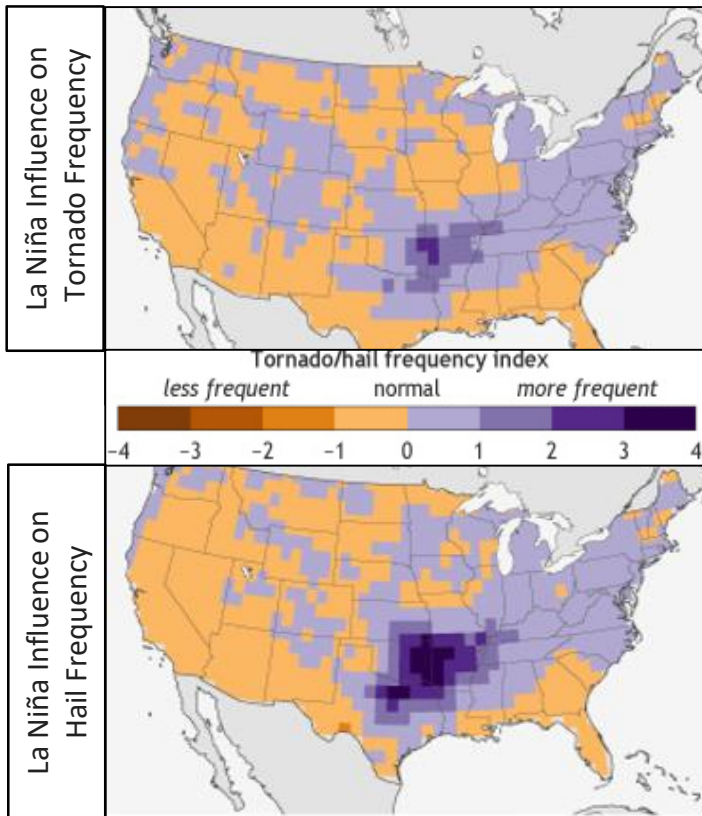 La Niña Influence on
Tornado Frequency
Tornado/hail frequency index
less frequent normal more frequent
−4 −3 −2 −1 0 1 2 3 4
La Niña Influence on
Hail Frequency